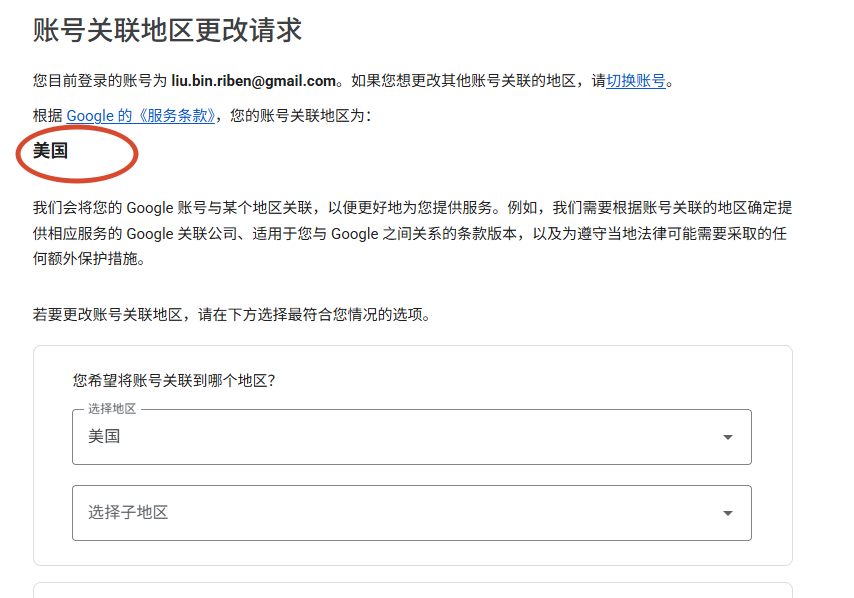 账号关联地区更改请求
您目前登录的账号为 liu.bin.riben@gmail.com。如果您想更改其他账号关联的地区，请切换账号。
根据 Google 的《服务条款》，您的账号关联地区为：
美国
我们会将您的 Google 账号与某个地区关联，以便更好地为您提供服务。例如，我们需要根据账号关联的地区确定提
供相应服务的 Google 关联公司、适用于您与 Google 之间关系的条款版本，以及为遵守当地法律可能需要采取的任
何额外保护措施。
若要更改账号关联地区，请在下方选择最符合您情况的选项。
您希望将账号关联到哪个地区？
选择地区
美国
选择子地区